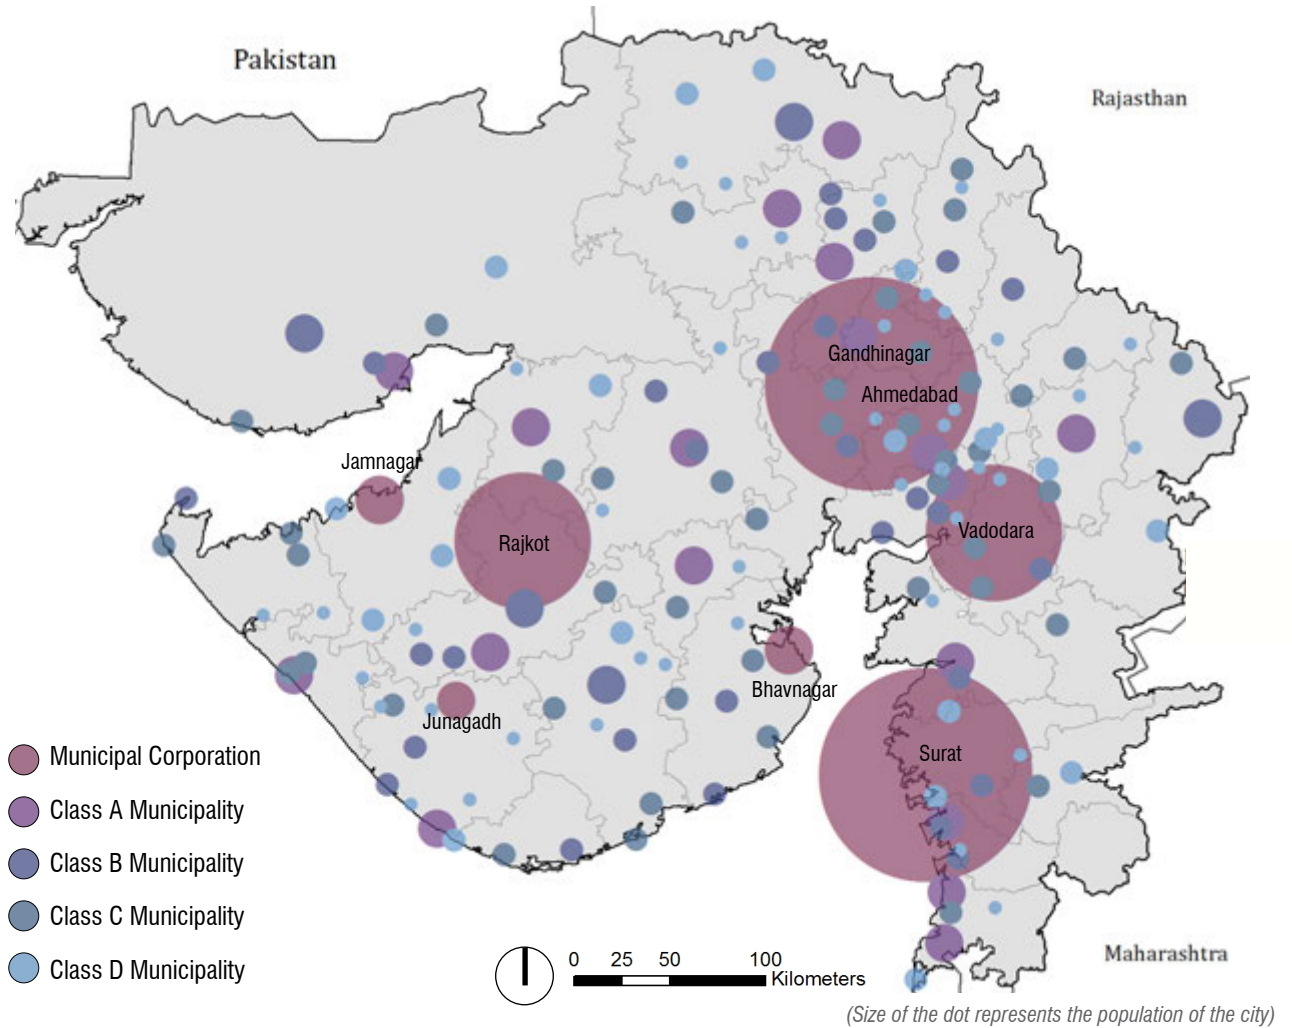 Pakistan
Rajasthan
Gandhinagar
Ahmedabad
Jamnagar
Rajkot
Vadodara
Bhavnagar
Junagadh
Surat
Municipal Corporation
Class A Municipality
Class B Municipality
Class C Municipality
Class D Municipality
0 25 50 100
Kilometers
Maharashtra
(Size of the dot represents the population of the city)